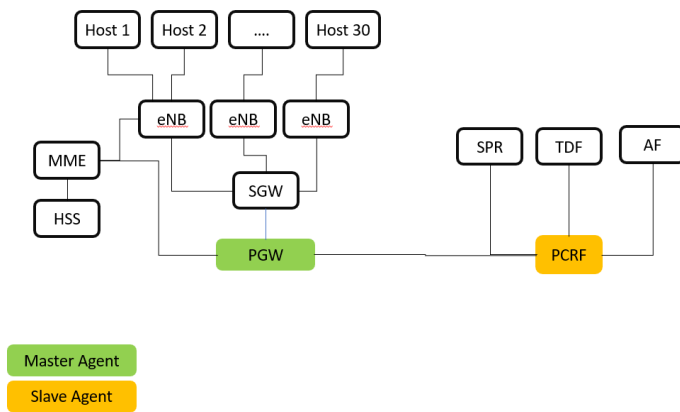 Host 1
Host 2
....
Host 30
eNB
eNB
eNB
MME
SGW
HSS
PGW
SPR
TDF
AF
PCRF
Master Agent
Slave Agent